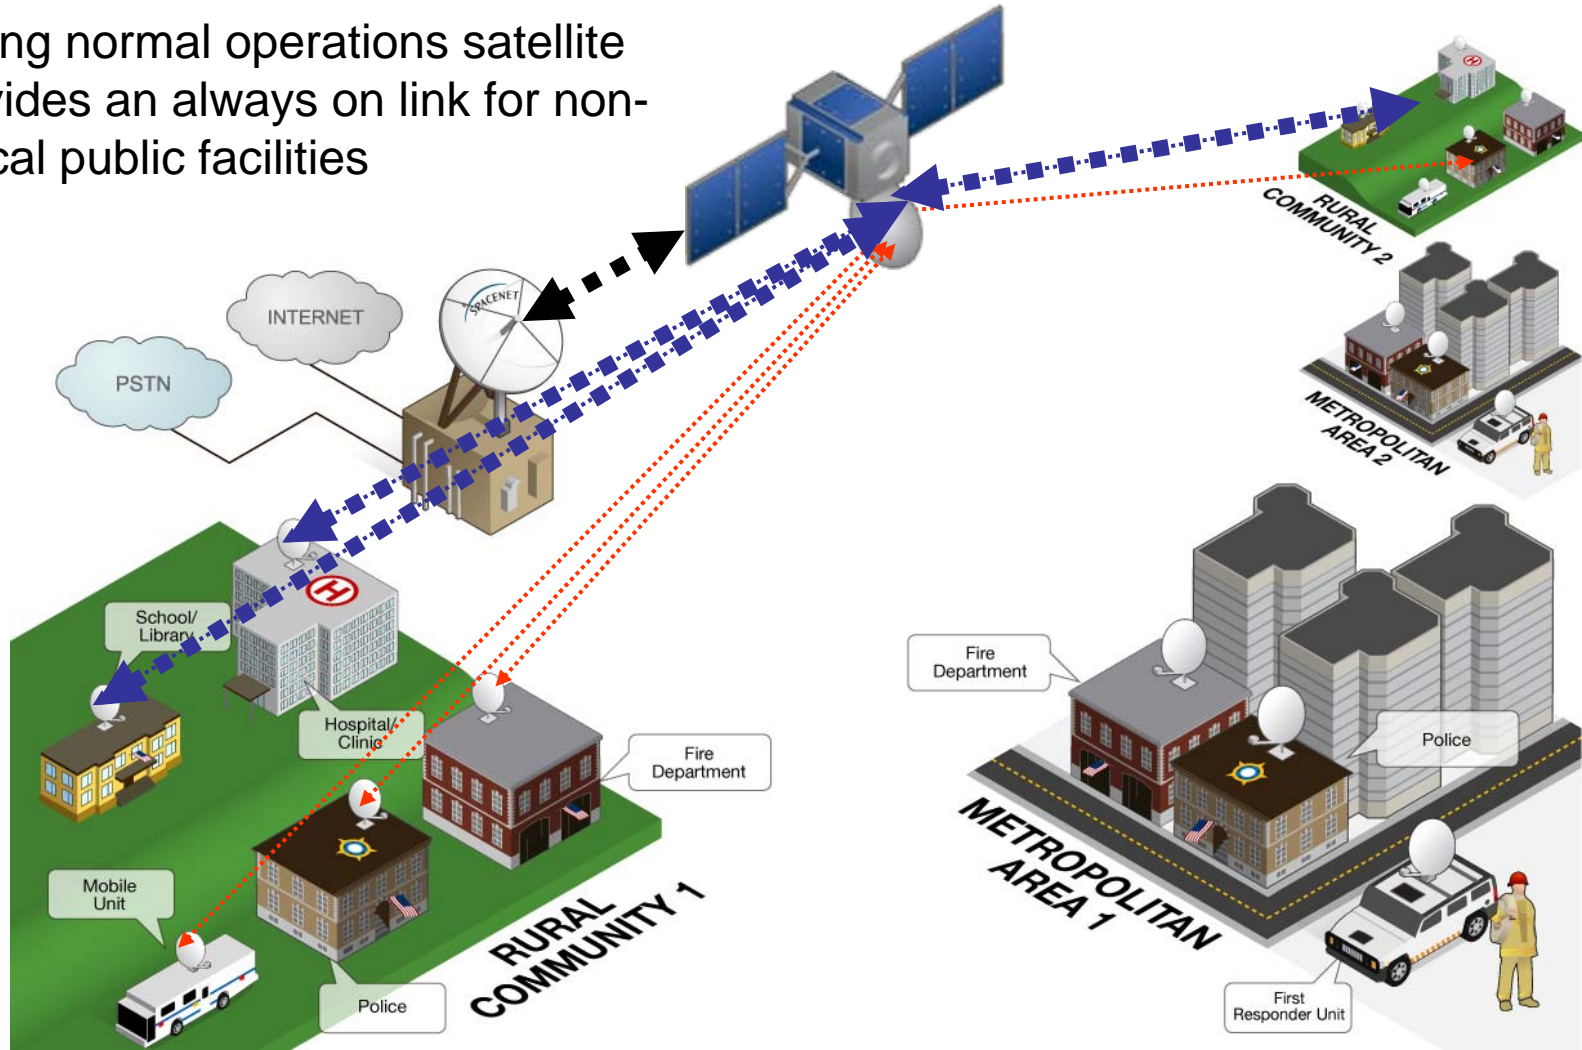 ing normal operations satellite
vides an always on link for non-
cal public facilities
SPACENET
INTERNET
PSTN
RURAL
COMMUNITY 2
METROPOLITAN
AREA 2
School/
Library
H
Hospital/
Clinic
Fire
Department
Mobile
Unit
Police
RURAL
COMMUNITY 1
Fire
Department
Police
METROPOLITAN
AREA 1
First
Responder Unit